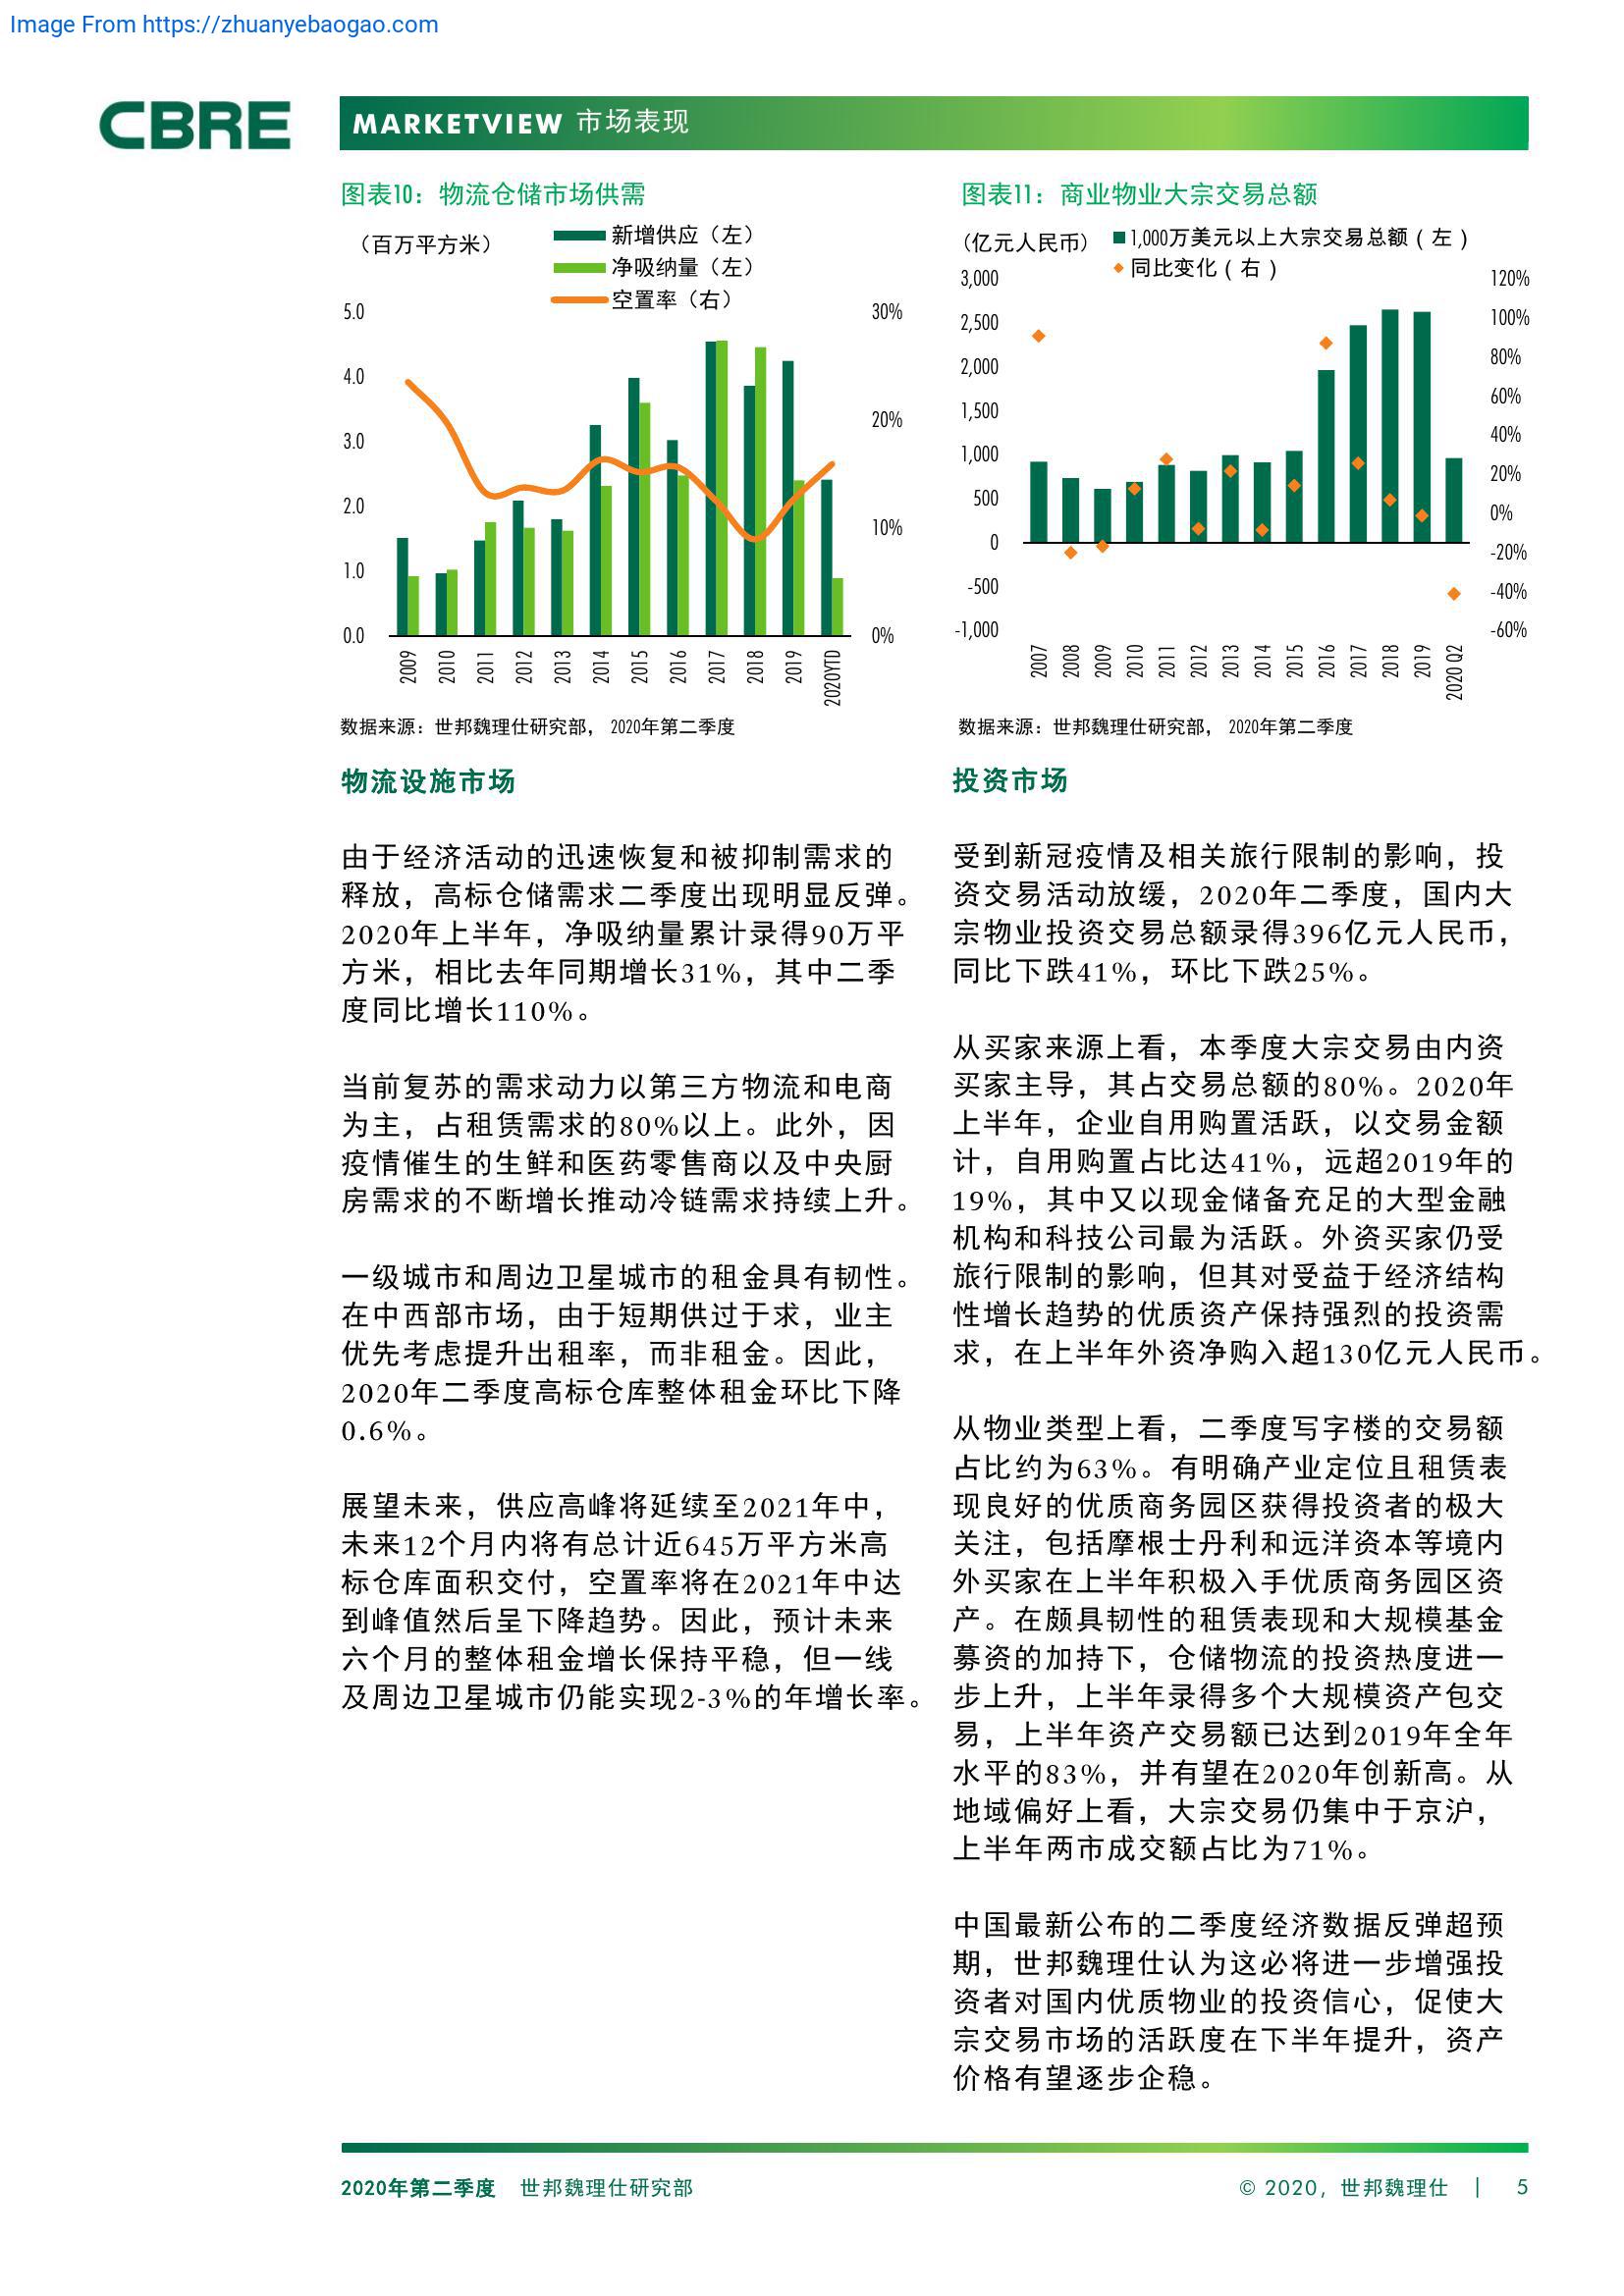 Image From https://zhuanyebaogao.com
CBRE
MARKETVIEW 市场表现
图表10：物流仓储市场供需
（百万平方米）
新增供应（左）
净吸纳量（左）
空置率（右）
5.0
4.0
3.0
2.0
1.0
0.0
30%
20%
10%
0%
2009
2010
2011
2012
2013
2014
2015
2016
2017
2018
2019
2020YTD
数据来源：世邦魏理仕研究部， 2020年第二季度
图表11：商业物业大宗交易总额
（亿元人民币）
1,000万美元以上大宗交易总额（左）
同比变化（右）
3,000
2,500
2,000
1,500
1,000
500
0
-500
-1,000
120%
100%
80%
60%
40%
20%
0%
-20%
-40%
-60%
2007
2008
2009
2010
2011
2012
2013
2014
2015
2016
2017
2018
2019
2020 Q2
数据来源：世邦魏理仕研究部， 2020年第二季度
物流设施市场
由于经济活动的迅速恢复和被抑制需求的
释放，高标仓储需求二季度出现明显反弹。
2020年上半年，净吸纳量累计录得90万平
方米，相比去年同期增长31%，其中二季
度同比增长110%。
当前复苏的需求动力以第三方物流和电商
为主，占租赁需求的80%以上。此外，因
疫情催生的生鲜和医药零售商以及中央厨
房需求的不断增长推动冷链需求持续上升。
一级城市和周边卫星城市的租金具有韧性。
在中西部市场，由于短期供过于求，业主
优先考虑提升出租率，而非租金。因此，
2020年二季度高标仓库整体租金环比下降
0.6%。
展望未来，供应高峰将延续至2021年中，
未来12个月内将有总计近645万平方米高
标仓库面积交付，空置率将在2021年中达
到峰值然后呈下降趋势。因此，预计未来
六个月的整体租金增长保持平稳，但一线
及周边卫星城市仍能实现2-3%的年增长率。
投资市场
受到新冠疫情及相关旅行限制的影响，投
资交易活动放缓，2020年二季度，国内大
宗物业投资交易总额录得396亿元人民币，
同比下跌41%，环比下跌25%。
从买家来源上看，本季度大宗交易由内资
买家主导，其占交易总额的80%。2020年
上半年，企业自用购置活跃，以交易金额
计，自用购置占比达41%，远超2019年的
19%，其中又以现金储备充足的大型金融
机构和科技公司最为活跃。外资买家仍受
旅行限制的影响，但其对受益于经济结构
性增长趋势的优质资产保持强烈的投资需
求，在上半年外资净购入超130亿元人民币。
从物业类型上看，二季度写字楼的交易额
占比约为63%。有明确产业定位且租赁表
现良好的优质商务园区获得投资者的极大
关注，包括摩根士丹利和远洋资本等境内
外买家在上半年积极入手优质商务园区资
产。在颇具韧性的租赁表现和大规模基金
募资的加持下，仓储物流的投资热度进一
步上升，上半年录得多个大规模资产包交
易，上半年资产交易额已达到2019年全年
水平的83%，并有望在2020年创新高。从
地域偏好上看，大宗交易仍集中于京沪，
上半年两市成交额占比为71%。
中国最新公布的二季度经济数据反弹超预
期，世邦魏理仕认为这必将进一步增强投
资者对国内优质物业的投资信心，促使大
宗交易市场的活跃度在下半年提升，资产
价格有望逐步企稳。
2020年第二季度 世邦魏理仕研究部
© 2020，世邦魏理仕 | 5